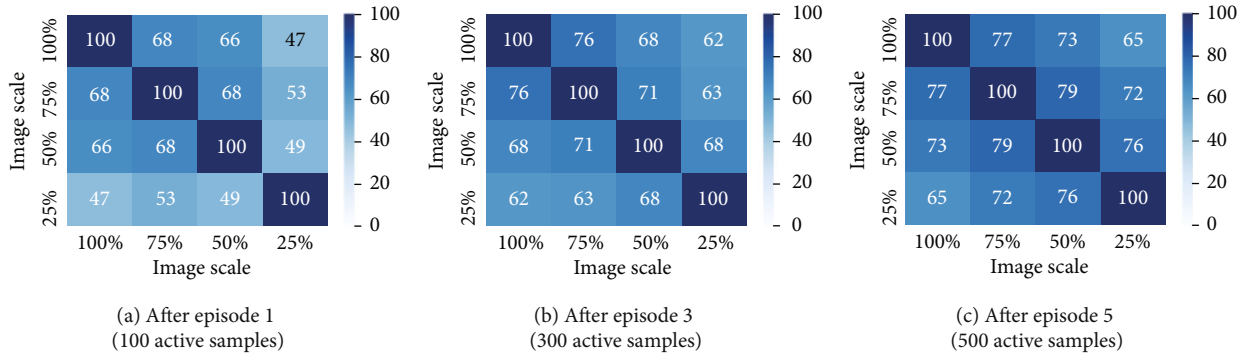 Image scale
100%
75%
50%
25%
100 68 66 47
68 100 68 53
66 68 100 49
47 53 49 100
100% 75% 50% 25%
Image scale
100
80
60
40
20
0
(a) After episode 1
(100 active samples)
Image scale
100%
75%
50%
25%
100 76 68 62
76 100 71 63
68 71 100 68
62 63 68 100
100% 75% 50% 25%
Image scale
100
80
60
40
20
0
(b) After episode 3
(300 active samples)
Image scale
100%
75%
50%
25%
100 77 73 65
77 100 79 72
73 79 100 76
65 72 76 100
100% 75% 50% 25%
Image scale
100
80
60
40
20
0
(c) After episode 5
(500 active samples)